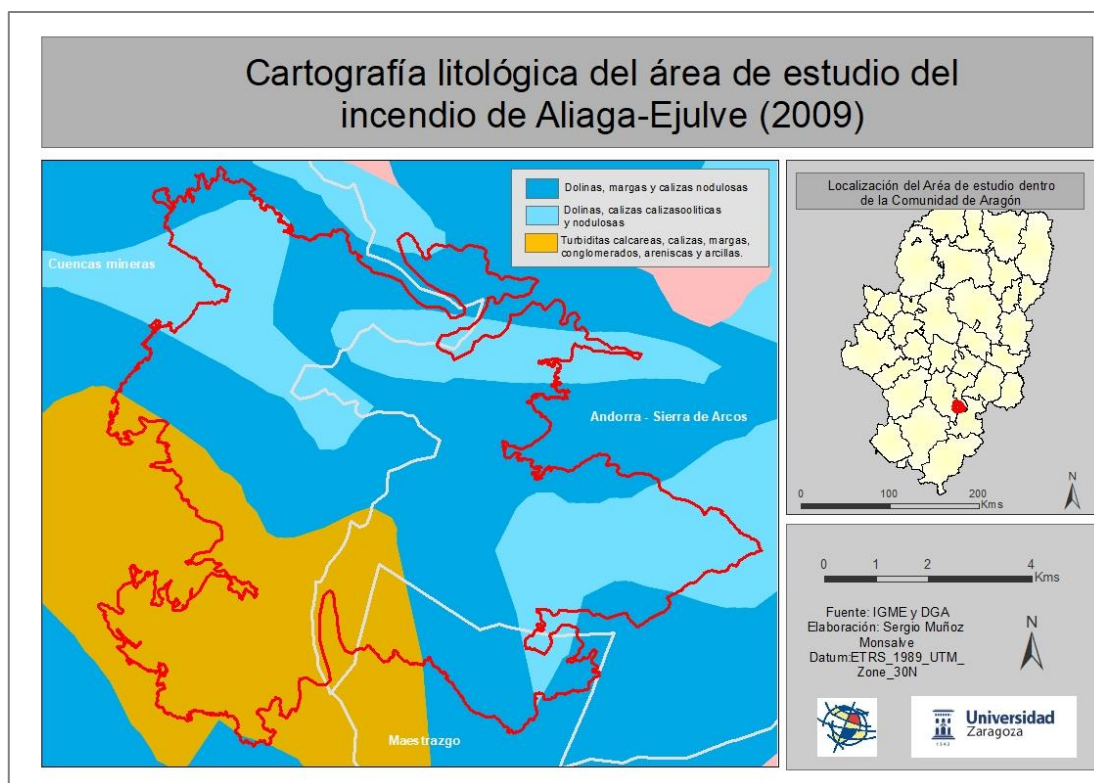 Cartografía litológica del área de estudio del
incendio de Aliaga-Ejulve (2009)
Dolinas, margas y calizas nodulosas
Dolinas, calizas calizasooliticas
y nodulosas
Turbiditas calcareas, calizas, margas,
conglomerados, areniscas y arcillas.
Cuencas mineras
Andorra - Sierra de Arcos
Maestrazgo
Localización del Aréa de estudio dentro
de la Comunidad de Aragón
N
0 100 200
Kms
0 1 2 4
Kms
Fuente: IGME y DGA
Elaboración: Sergio Muñoz
Monsalve
Datum:ETRS_1989_UTM_
Zone_30N
N
Universidad
Zaragoza
1542